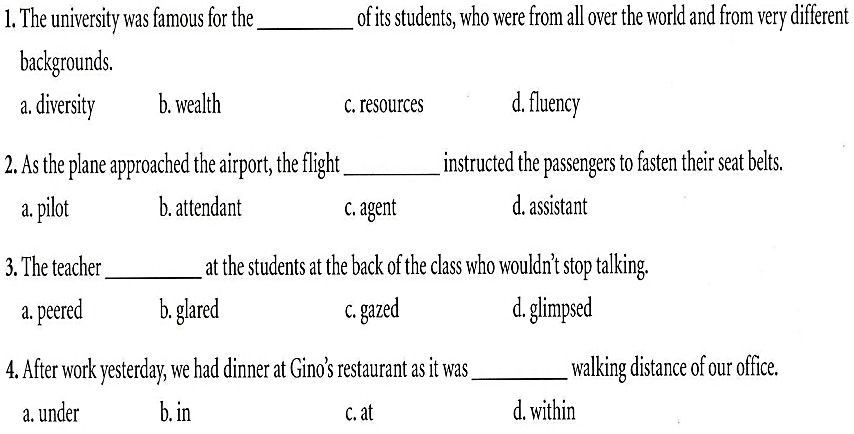 1. The university was famous for the __________ of its students, who were from all over the world and from very different
backgrounds.
a. diversity b. wealth c. resources d. fluency
2. As the plane approached the airport, the flight __________ instructed the passengers to fasten their seat belts.
a. pilot b. attendant c. agent d. assistant
3. The teacher __________ at the students at the back of the class who wouldn't stop talking.
a. peered b. glared c. gazed d. glimpsed
4. After work yesterday, we had dinner at Gino's restaurant as it was __________ walking distance of our office.
a. under b. in c. at d. within